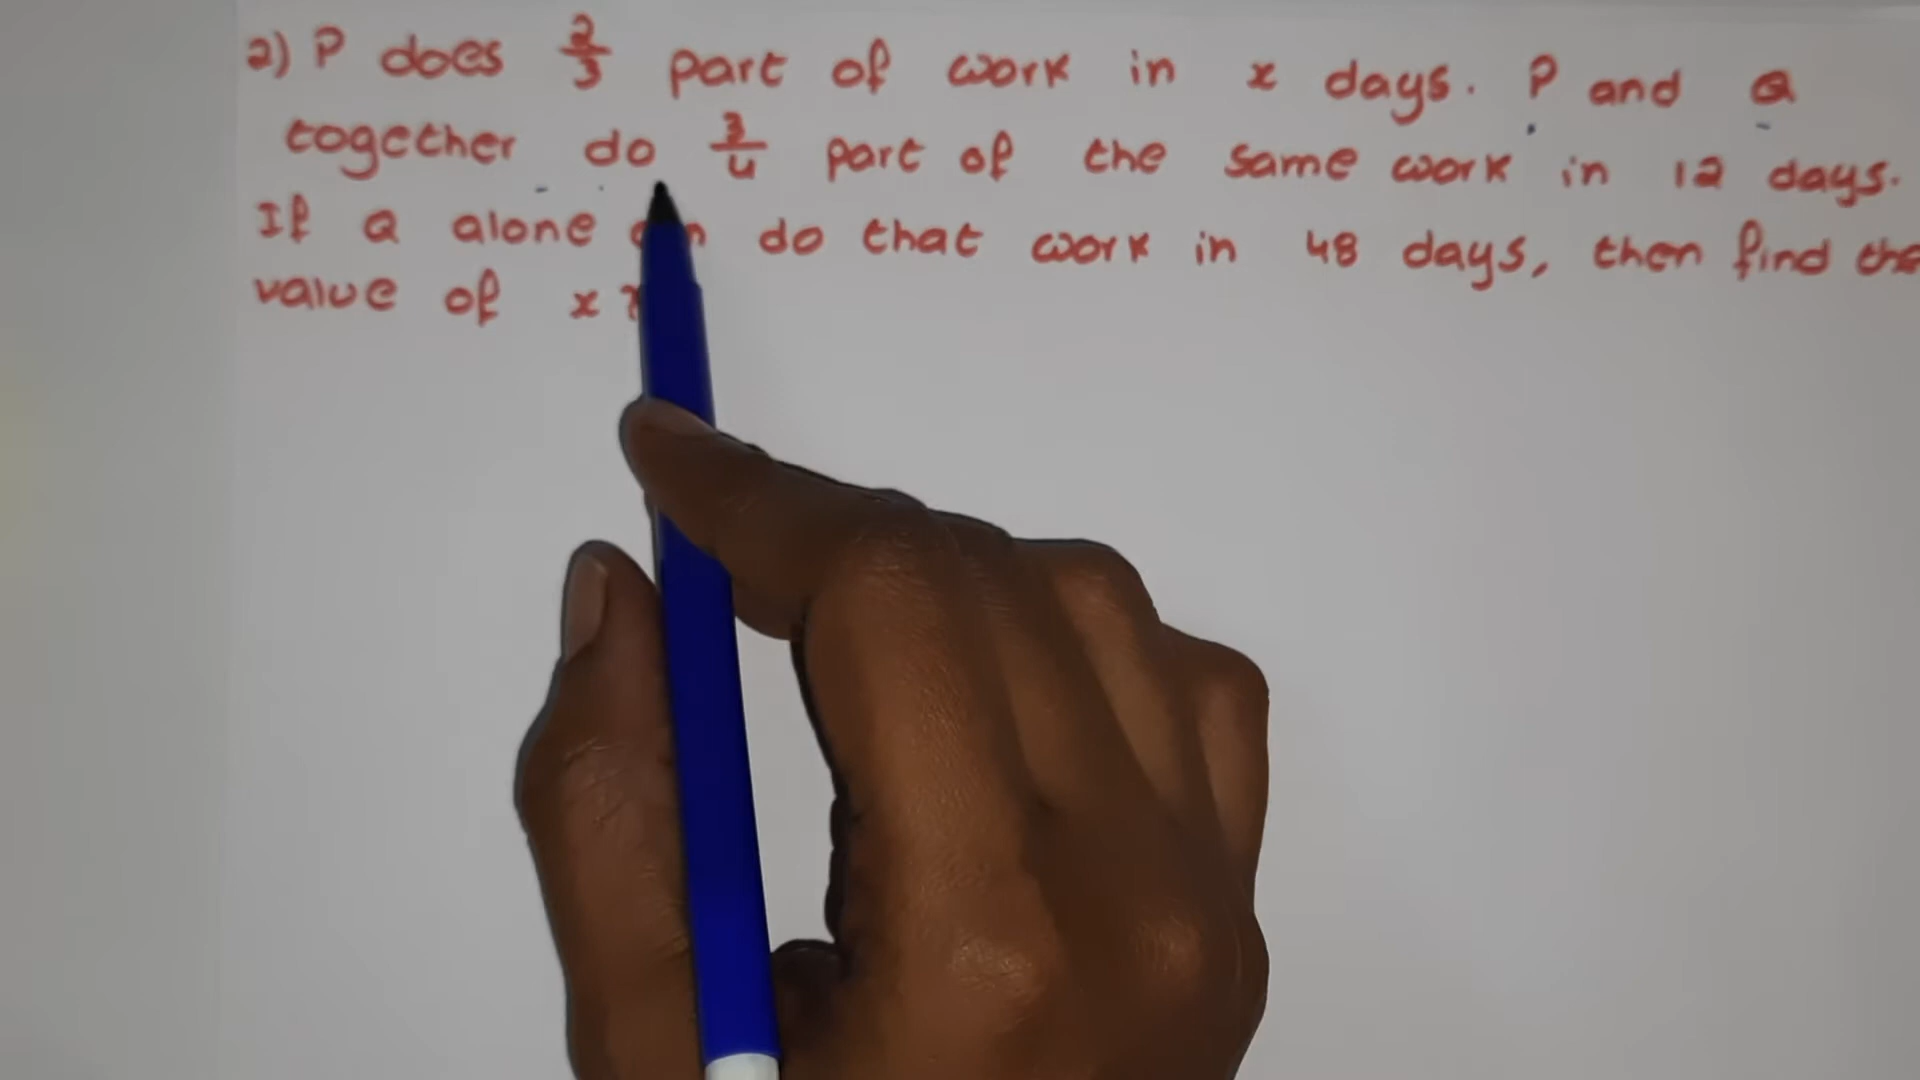 2) P does 2/3 part of work in x days. P and Q
together do 3/4 part of the same work in 12 days.
If Q alone do that work in 48 days, then find the
value of x